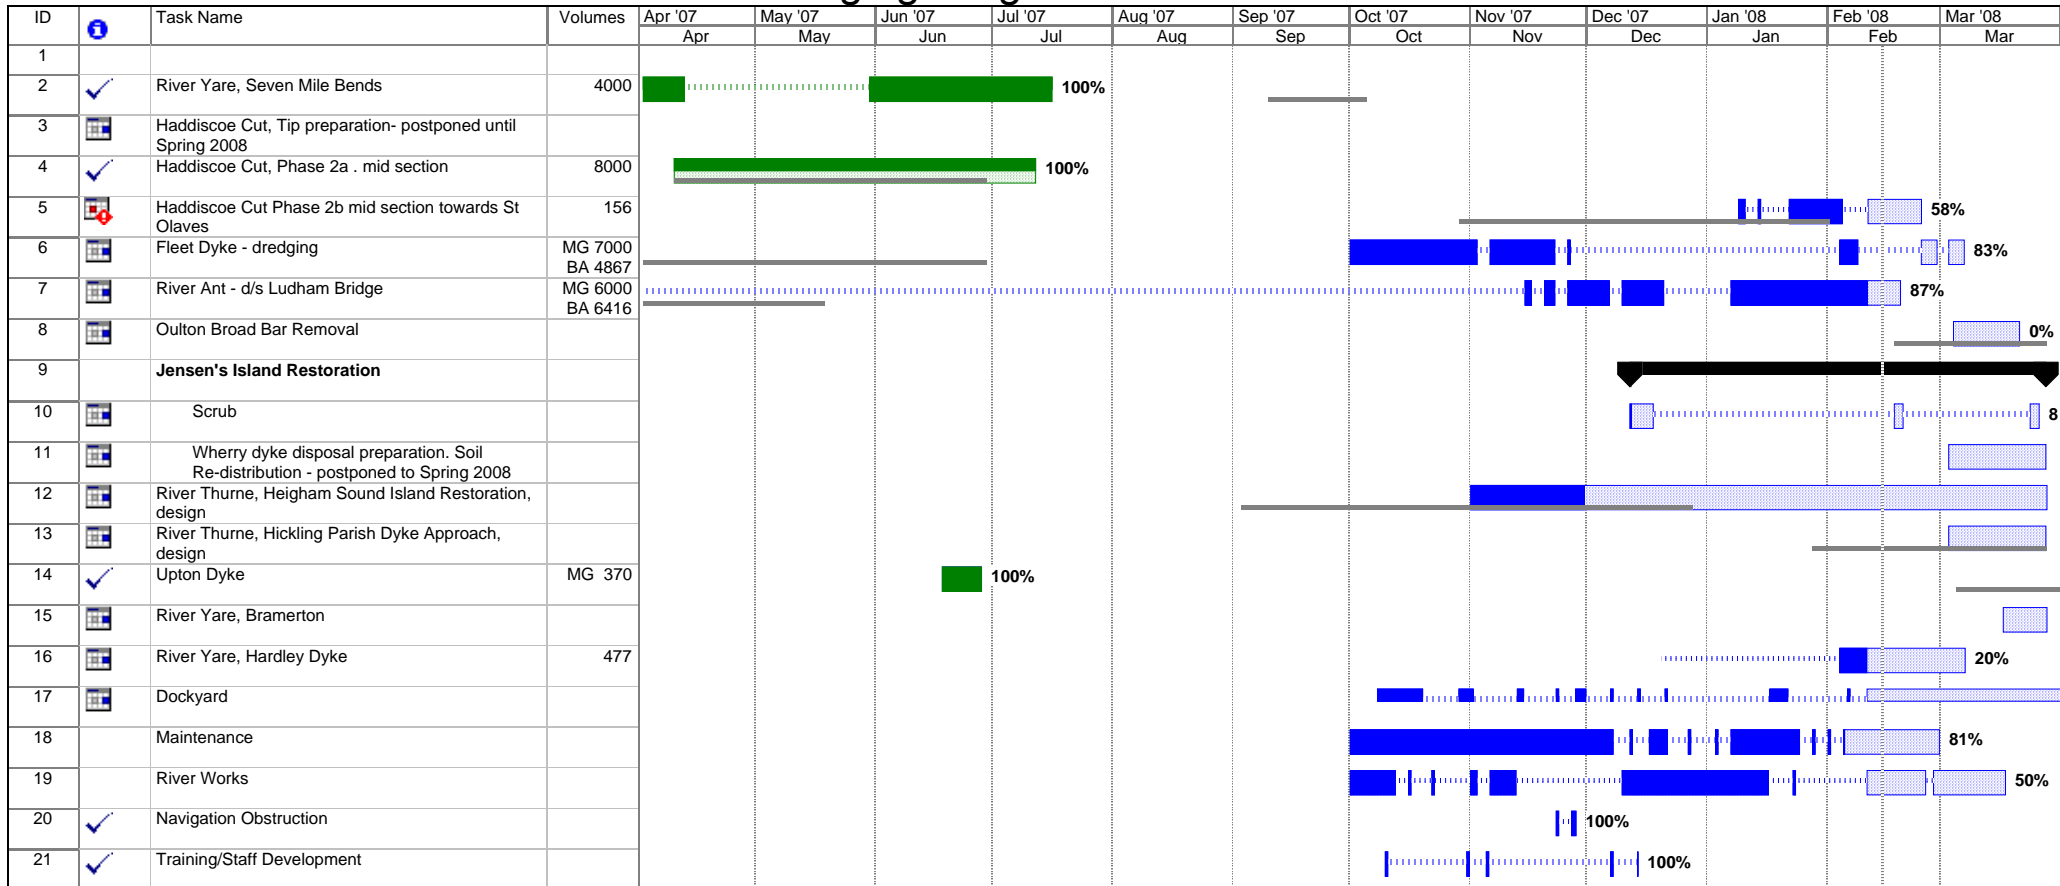 ID Task Name Volumes Apr '07 May '07 Jun '07 Jul '07 Aug '07 Sep '07 Oct '07 Nov '07 Dec '07 Jan '08 Feb '08 Mar '08
Apr May Jun Jul Aug Sep Oct Nov Dec Jan Feb Mar
1
2 River Yare, Seven Mile Bends 4000 100%
3 Haddiscoe Cut, Tip preparation- postponed until
Spring 2008
4 Haddiscoe Cut, Phase 2a . mid section 8000 100%
5 Haddiscoe Cut Phase 2b mid section towards St 156 58%
Olaves
6 Fleet Dyke - dredging MG 7000 83%
BA 4867
7 River Ant - d/s Ludham Bridge MG 6000 87%
BA 6416
8 Oulton Broad Bar Removal 0%
9 Jensen's Island Restoration
10 Scrub 8
11 Wherry dyke disposal preparation. Soil
Re-distribution - postponed to Spring 2008
12 River Thurne, Heigham Sound Island Restoration,
design
13 River Thurne, Hickling Parish Dyke Approach,
design
14 Upton Dyke MG 370 100%
15 River Yare, Bramerton
16 River Yare, Hardley Dyke 477 20%
17 Dockyard
18 Maintenance 81%
19 River Works 50%
20 Navigation Obstruction 100%
21 Training/Staff Development 100%